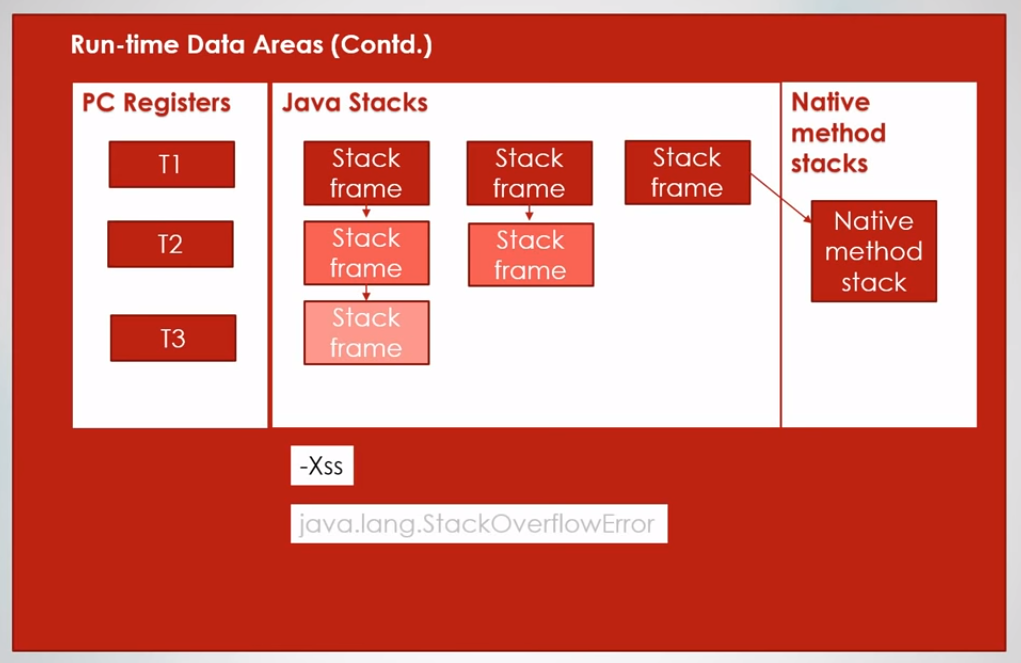 Run-time Data Areas (Contd.)
PC Registers
T1
T2
T3
Java Stacks
Stack
frame
Stack
frame
Stack
frame
Stack
frame
Stack
frame
Stack
frame
Native
method
stacks
Native
method
stack
-Xss
java.lang.StackOverflowError